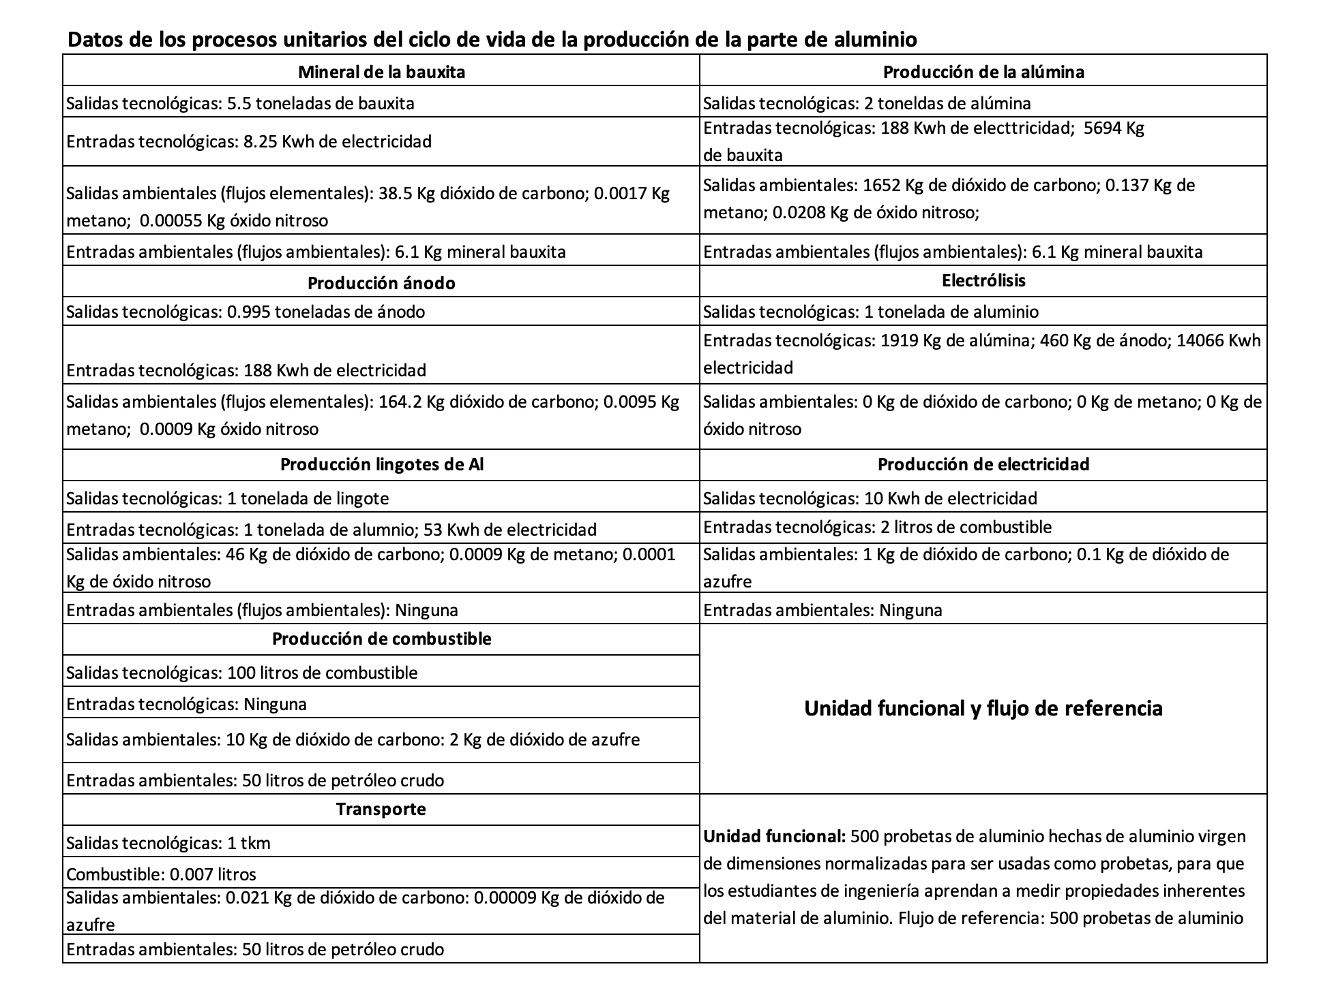 Datos de los procesos unitarios del ciclo de vida de la producción de la parte de aluminio
Mineral de la bauxita
Salidas tecnológicas: 5.5 toneladas de bauxita
Entradas tecnológicas: 8.25 Kwh de electricidad
Salidas ambientales (flujos elementales): 38.5 Kg dióxido de carbono; 0.0017 Kg
metano;  0.00055 Kg óxido nitroso
Entradas ambientales (flujos ambientales): 6.1 Kg mineral bauxita
Producción de la alúmina
Salidas tecnológicas: 2 toneldas de alúmina
Entradas tecnológicas: 188 Kwh de electtricidad;  5694 Kg
de bauxita
Salidas ambientales: 1652 Kg de dióxido de carbono; 0.137 Kg de
metano; 0.0208 Kg de óxido nitroso;
Entradas ambientales (flujos ambientales): 6.1 Kg mineral bauxita
Producción ánodo
Salidas tecnológicas: 0.995 toneladas de ánodo
Entradas tecnológicas: 188 Kwh de electricidad
Salidas ambientales (flujos elementales): 164.2 Kg dióxido de carbono; 0.0095 Kg
metano;  0.0009 Kg óxido nitroso
Electrólisis
Salidas tecnológicas: 1 tonelada de aluminio
Entradas tecnológicas: 1919 Kg de alúmina; 460 Kg de ánodo; 14066 Kwh
electricidad
Salidas ambientales: 0 Kg de dióxido de carbono; 0 Kg de metano; 0 Kg de
óxido nitroso
Producción lingotes de Al
Salidas tecnológicas: 1 tonelada de lingote
Entradas tecnológicas: 1 tonelada de alumnio; 53 Kwh de electricidad
Salidas ambientales: 46 Kg de dióxido de carbono; 0.0009 Kg de metano; 0.0001
Kg de óxido nitroso
Entradas ambientales (flujos ambientales): Ninguna
Producción de electricidad
Salidas tecnológicas: 10 Kwh de electricidad
Entradas tecnológicas: 2 litros de combustible
Salidas ambientales: 1 Kg de dióxido de carbono; 0.1 Kg de dióxido de
azufre
Entradas ambientales: Ninguna
Producción de combustible
Salidas tecnológicas: 100 litros de combustible
Entradas tecnológicas: Ninguna
Salidas ambientales: 10 Kg de dióxido de carbono: 2 Kg de dióxido de azufre
Entradas ambientales: 50 litros de petróleo crudo
Unidad funcional y flujo de referencia
Transporte
Salidas tecnológicas: 1 tkm
Combustible: 0.007 litros
Salidas ambientales: 0.021 Kg de dióxido de carbono: 0.00009 Kg de dióxido de
azufre
Entradas ambientales: 50 litros de petróleo crudo
Unidad funcional: 500 probetas de aluminio hechas de aluminio virgen
de dimensiones normalizadas para ser usadas como probetas, para que
los estudiantes de ingeniería aprendan a medir propiedades inherentes
del material de aluminio. Flujo de referencia: 500 probetas de aluminio